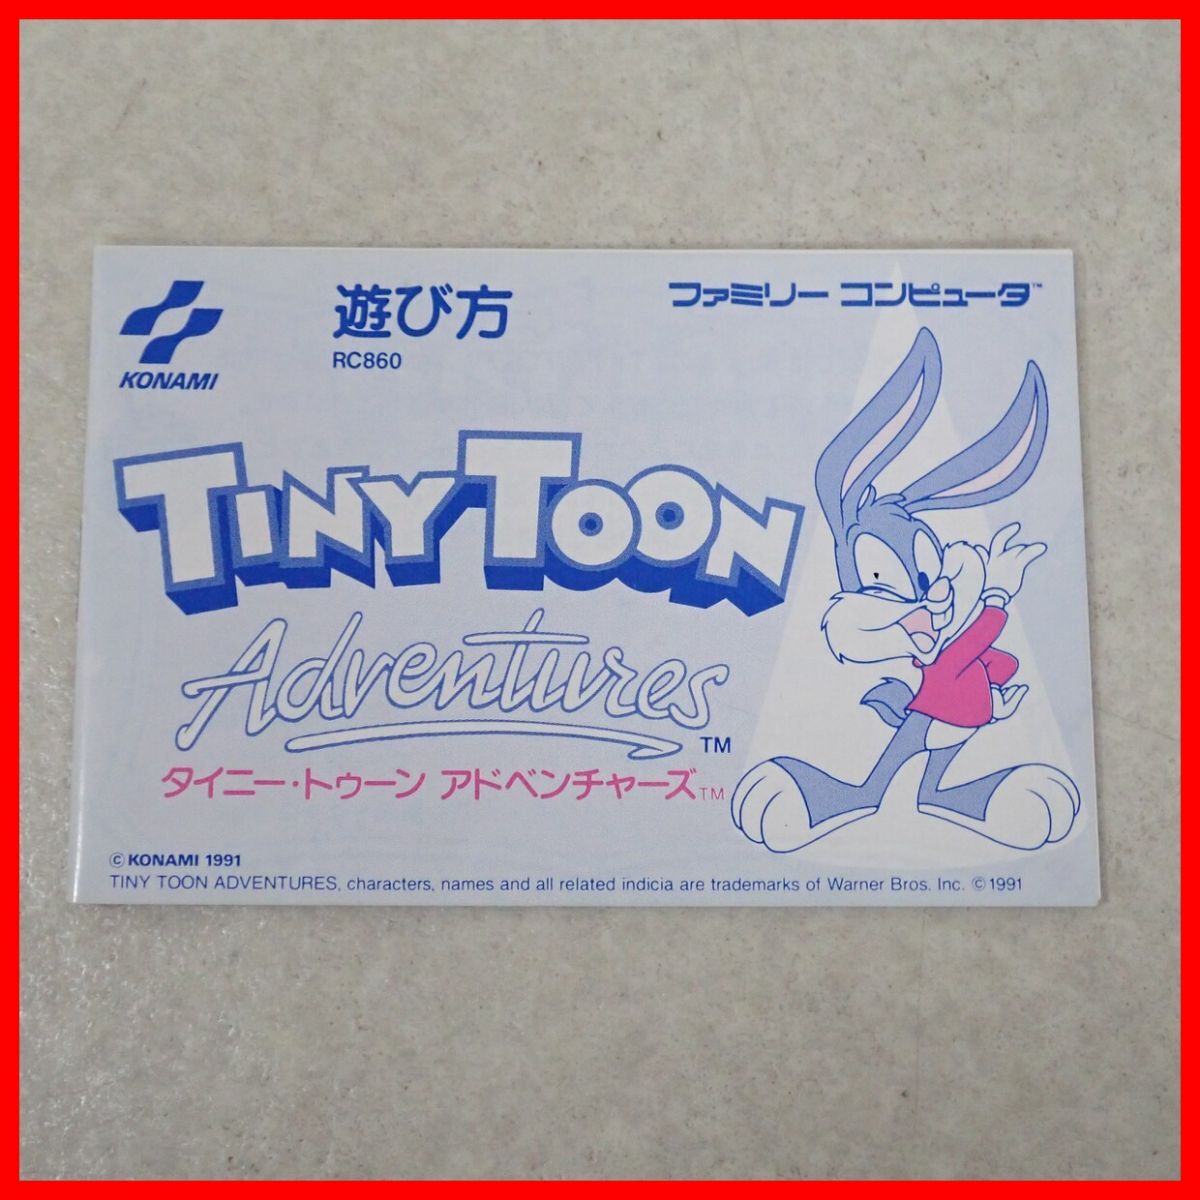 KONAMI
遊び方
RC860
ファミリー コンピュータ™
TINY TOON
Adventures™
タイニー・トゥーン アドベンチャーズ™
© KONAMI 1991
TINY TOON ADVENTURES, characters, names and all related indicia are trademarks of Warner Bros. Inc. © 1991